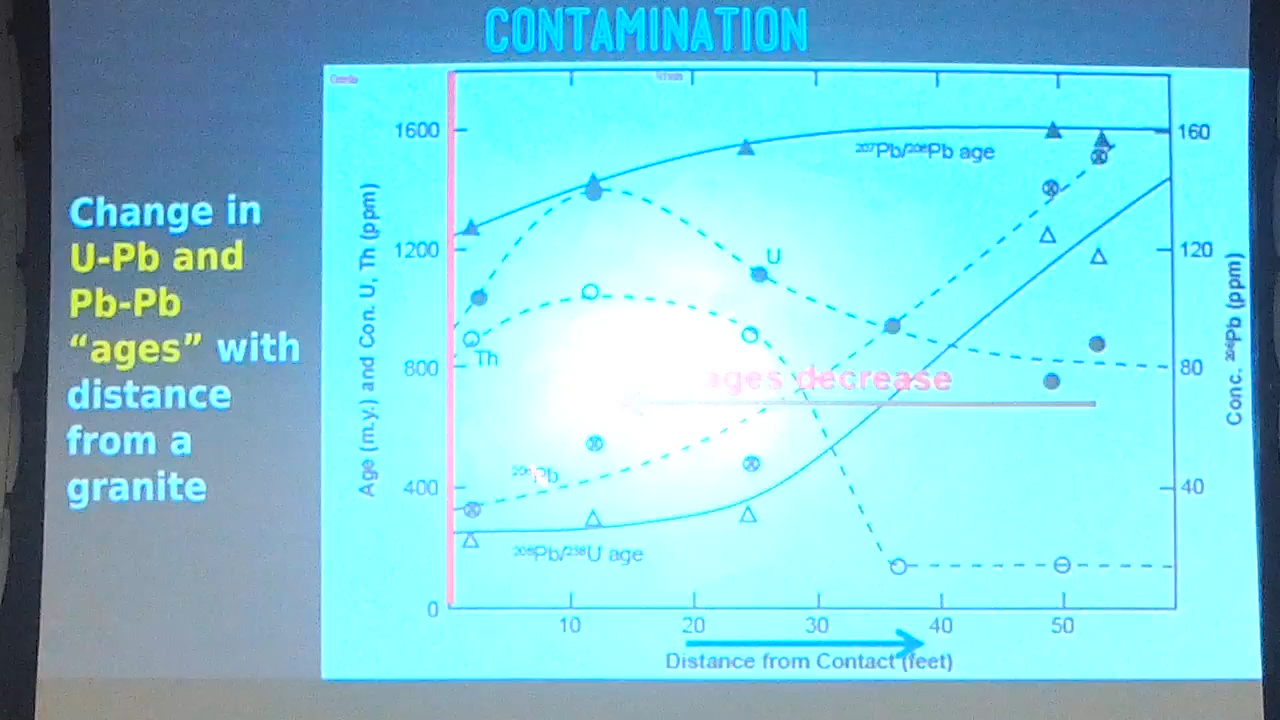 CONTAMINATION
Change in
U-Pb and
Pb-Pb
“ages” with
distance
from a
granite
1600
1200
800
400
0
Age (m.y.) and Con. U, Th (ppm)
160
120
80
40
Conc. ²⁰⁶Pb (ppm)
²⁰⁷Pb/²⁰⁶Pb age
U
Th
ages decrease
²⁰⁶Pb
²⁰⁶Pb/²³⁸U age
10 20 30 40 50
Distance from Contact (feet)